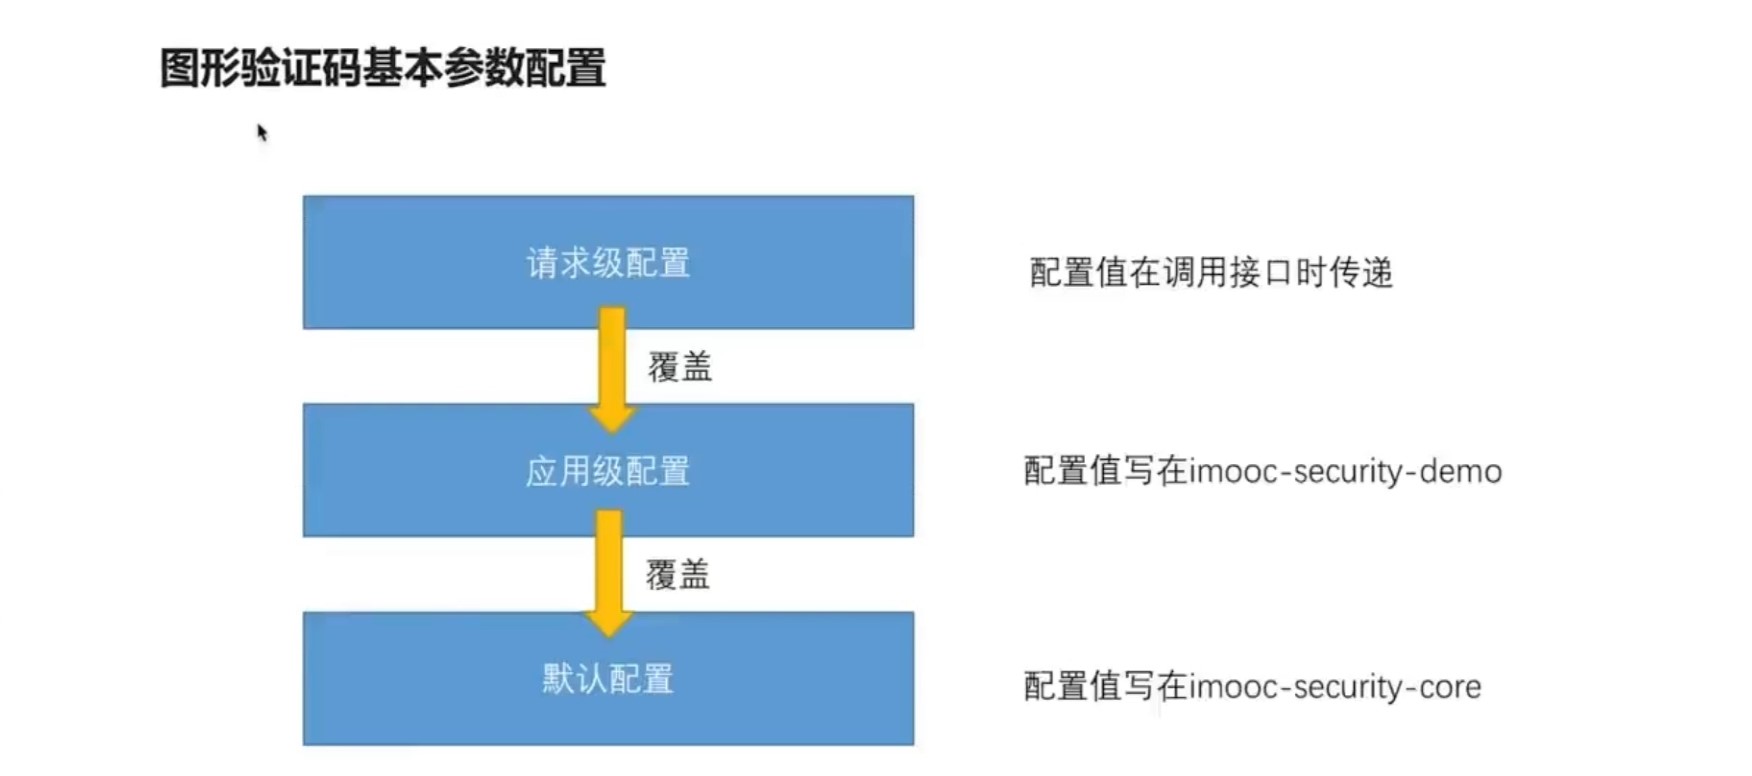 图形验证码基本参数配置
请求级配置
配置值在调用接口时传递
覆盖
应用级配置
配置值写在imooc-security-demo
覆盖
默认配置
配置值写在imooc-security-core